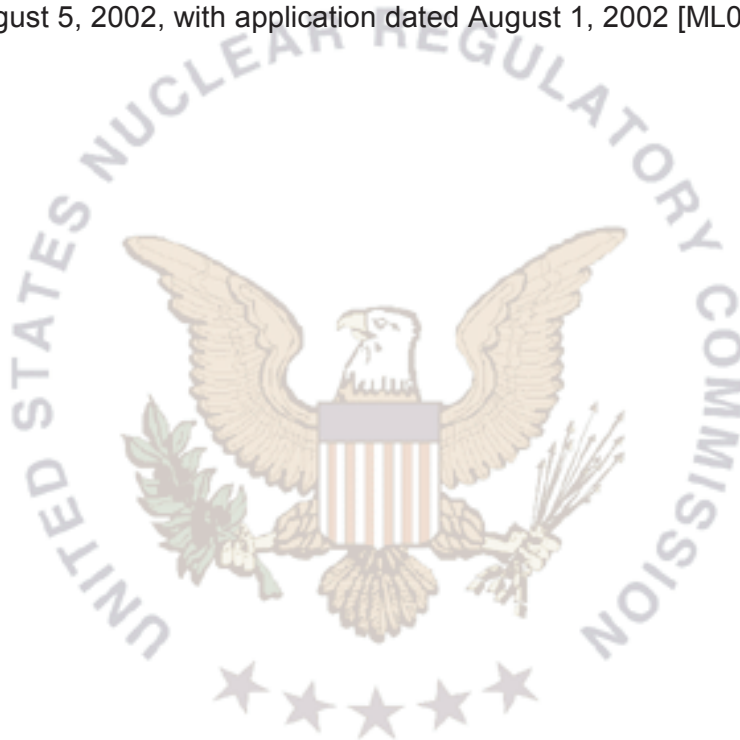 gust 5, 2002, with application dated August 1, 2002 [ML0
UNITED STATES NUCLEAR REGULATORY COMMISSION